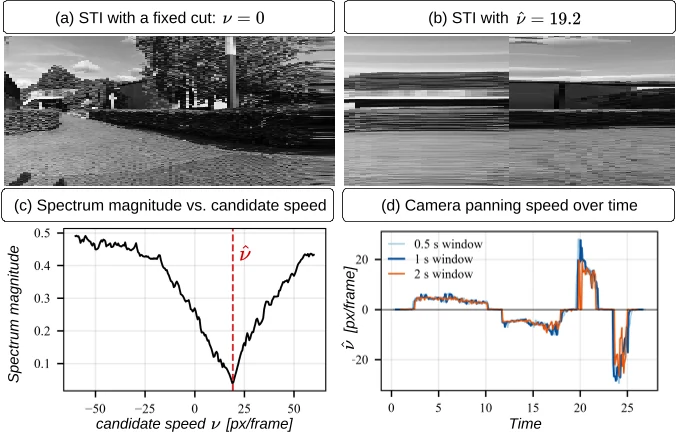 (a) STI with a fixed cut: ν = 0
(b) STI with ν̂ = 19.2
(c) Spectrum magnitude vs. candidate speed
(d) Camera panning speed over time
Spectrum magnitude
0.5
0.4
0.3
0.2
0.1
ν̂
−50
−25
0
25
50
candidate speed ν [px/frame]
ν̂ [px/frame]
20
0
-20
0.5 s window
1 s window
2 s window
0
5
10
15
20
25
Time